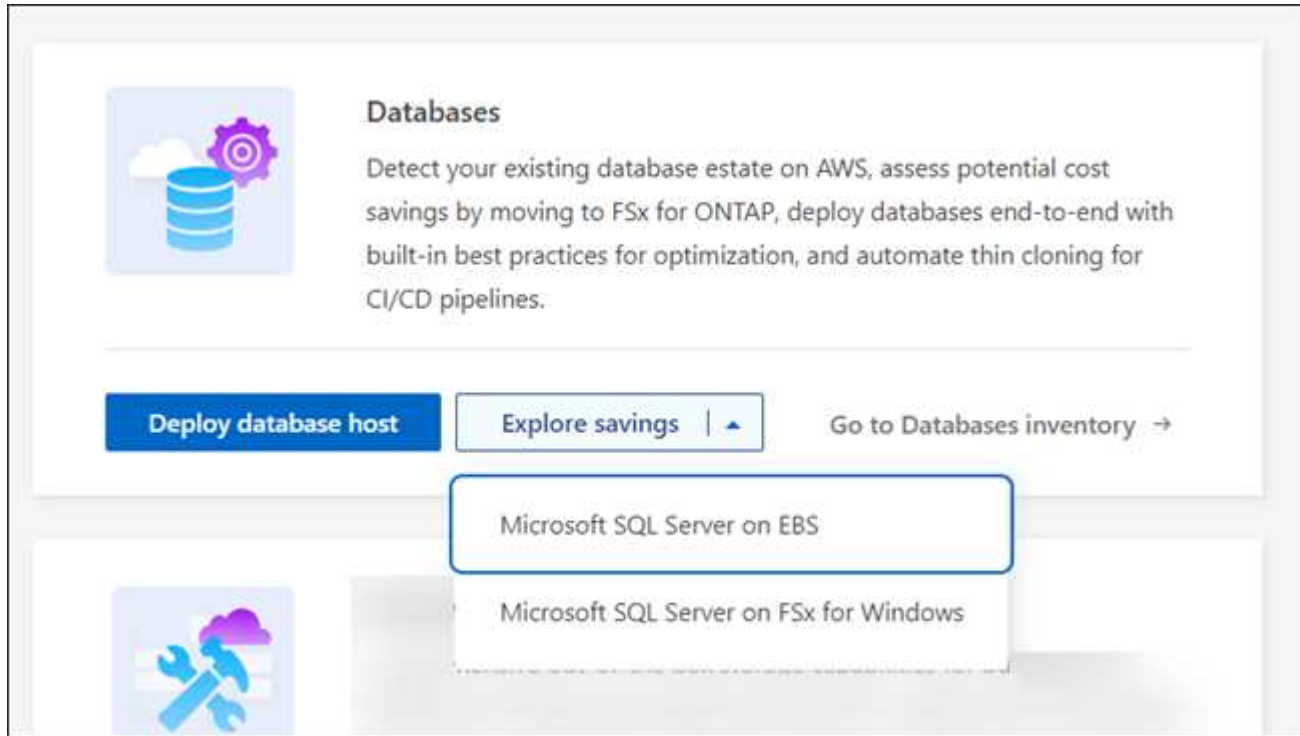 Databases
Detect your existing database estate on AWS, assess potential cost
savings by moving to FSx for ONTAP, deploy databases end-to-end with
built-in best practices for optimization, and automate thin cloning for
CI/CD pipelines.
Deploy database host
Explore savings
Go to Databases inventory →
Microsoft SQL Server on EBS
Microsoft SQL Server on FSx for Windows